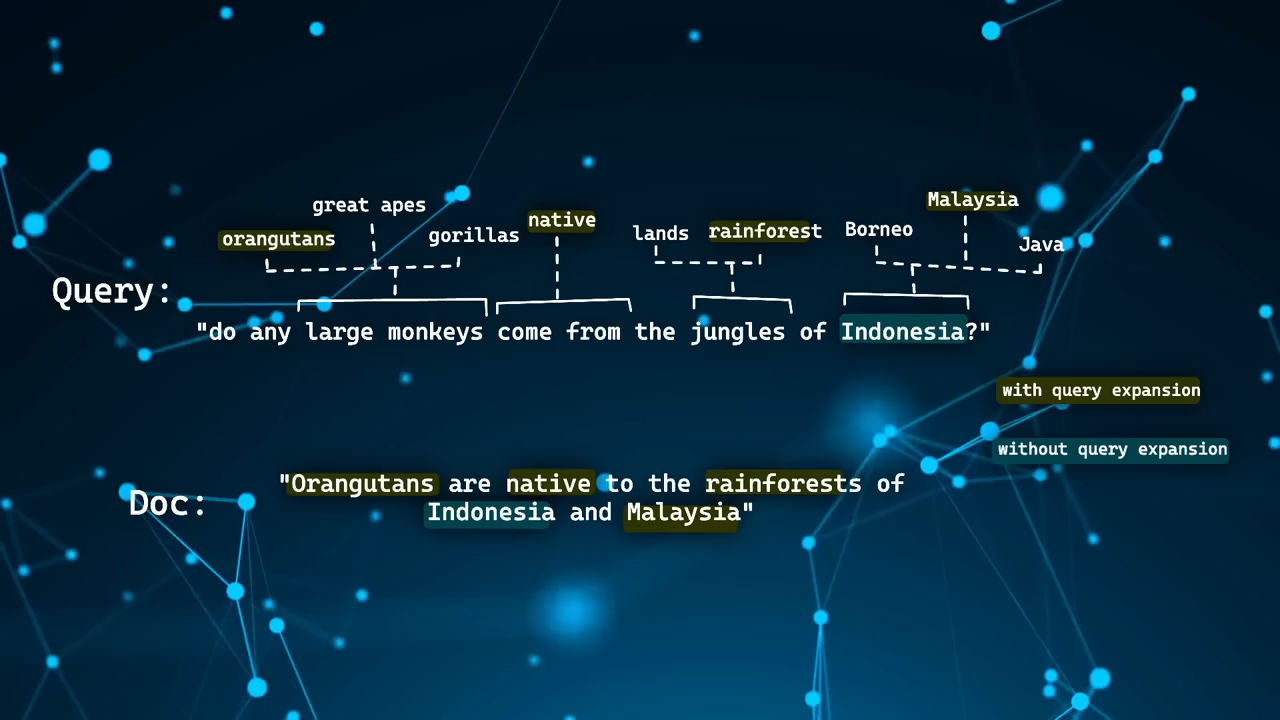 Malaysia
great apes
native
orangutans
gorillas
lands
rainforest
Borneo
Java
Query:
"do any large monkeys come from the jungles of Indonesia?"
with query expansion
without query expansion
Doc:
"Orangutans are native to the rainforests of
Indonesia and Malaysia"